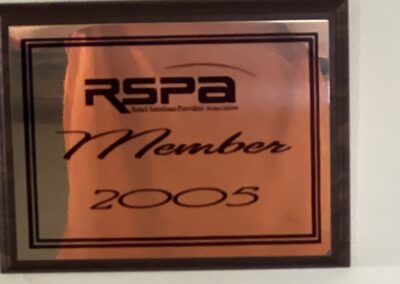 RSPA
Retail Solutions Providers Association
Member
2005